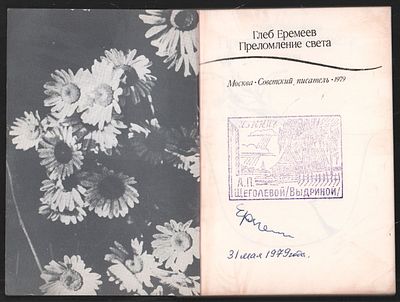 Глеб Еремеев
Преломление света
Москва · Советский писатель · 1979
А.П.
ЩЕГОЛЕВОЙ/ВЫДРИНОЙ/
31 мая 1979 года.